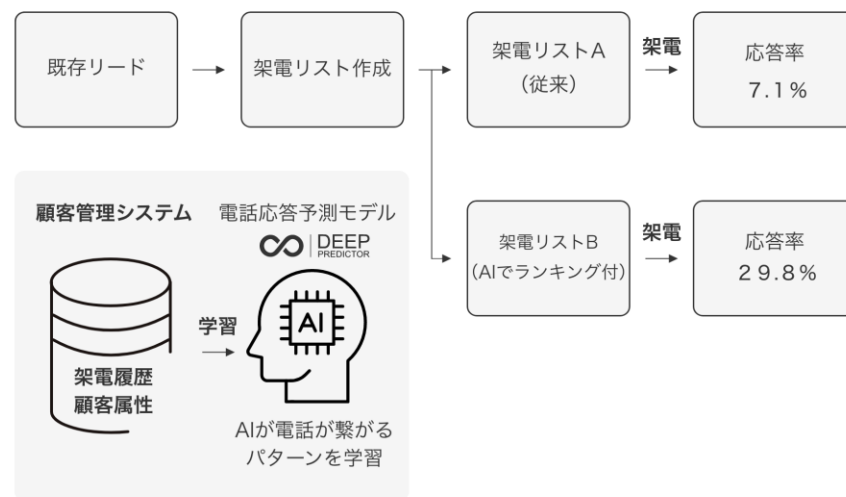 既存リード
架電リスト作成
架電リストA
(従来)
架電
応答率
7.1%
架電リストB
(AIでランキング付)
架電
応答率
29.8%
顧客管理システム
電話応答予測モデル
DEEP
PREDICTOR
学習
AI
架電履歴
顧客属性
AIが電話が繋がる
パターンを学習